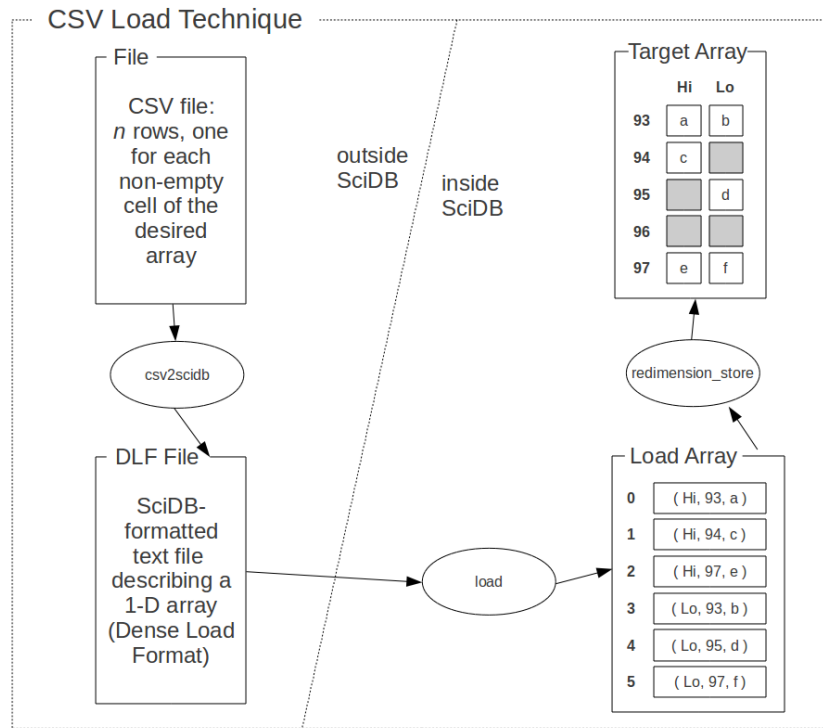 CSV Load Technique
File
CSV file:
n rows, one
for each
non-empty
cell of the
desired
array
csv2scidb
DLF File
SciDB-
formatted
text file
describing a
1-D array
(Dense Load
Format)
outside
SciDB
inside
SciDB
load
Load Array
0 ( Hi, 93, a )
1 ( Hi, 94, c )
2 ( Hi, 97, e )
3 ( Lo, 93, b )
4 ( Lo, 95, d )
5 ( Lo, 97, f )
redimension_store
Target Array
Hi Lo
93 a b
94 c
95 d
96
97 e f